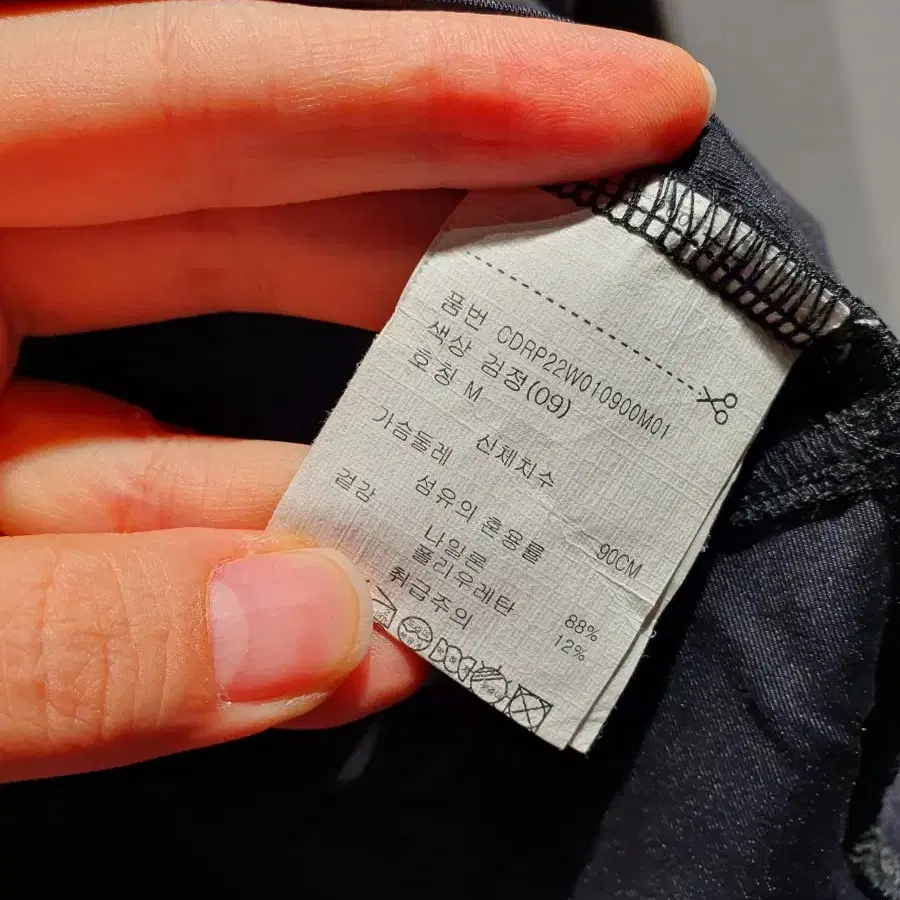 품번 CDRP22W010900M01
색상 검정(09)
호칭 M
신체치수
가슴둘레 90CM
섬유의 혼용률
겉감
나일론 88%
폴리우레탄 12%
취급주의